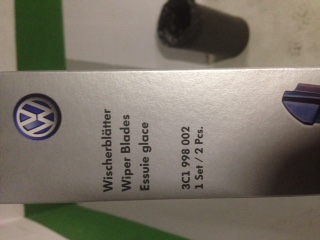 Wischerblätter
Wiper Blades
Essuie glace
3C1 998 002
1 Set / 2 Pcs.